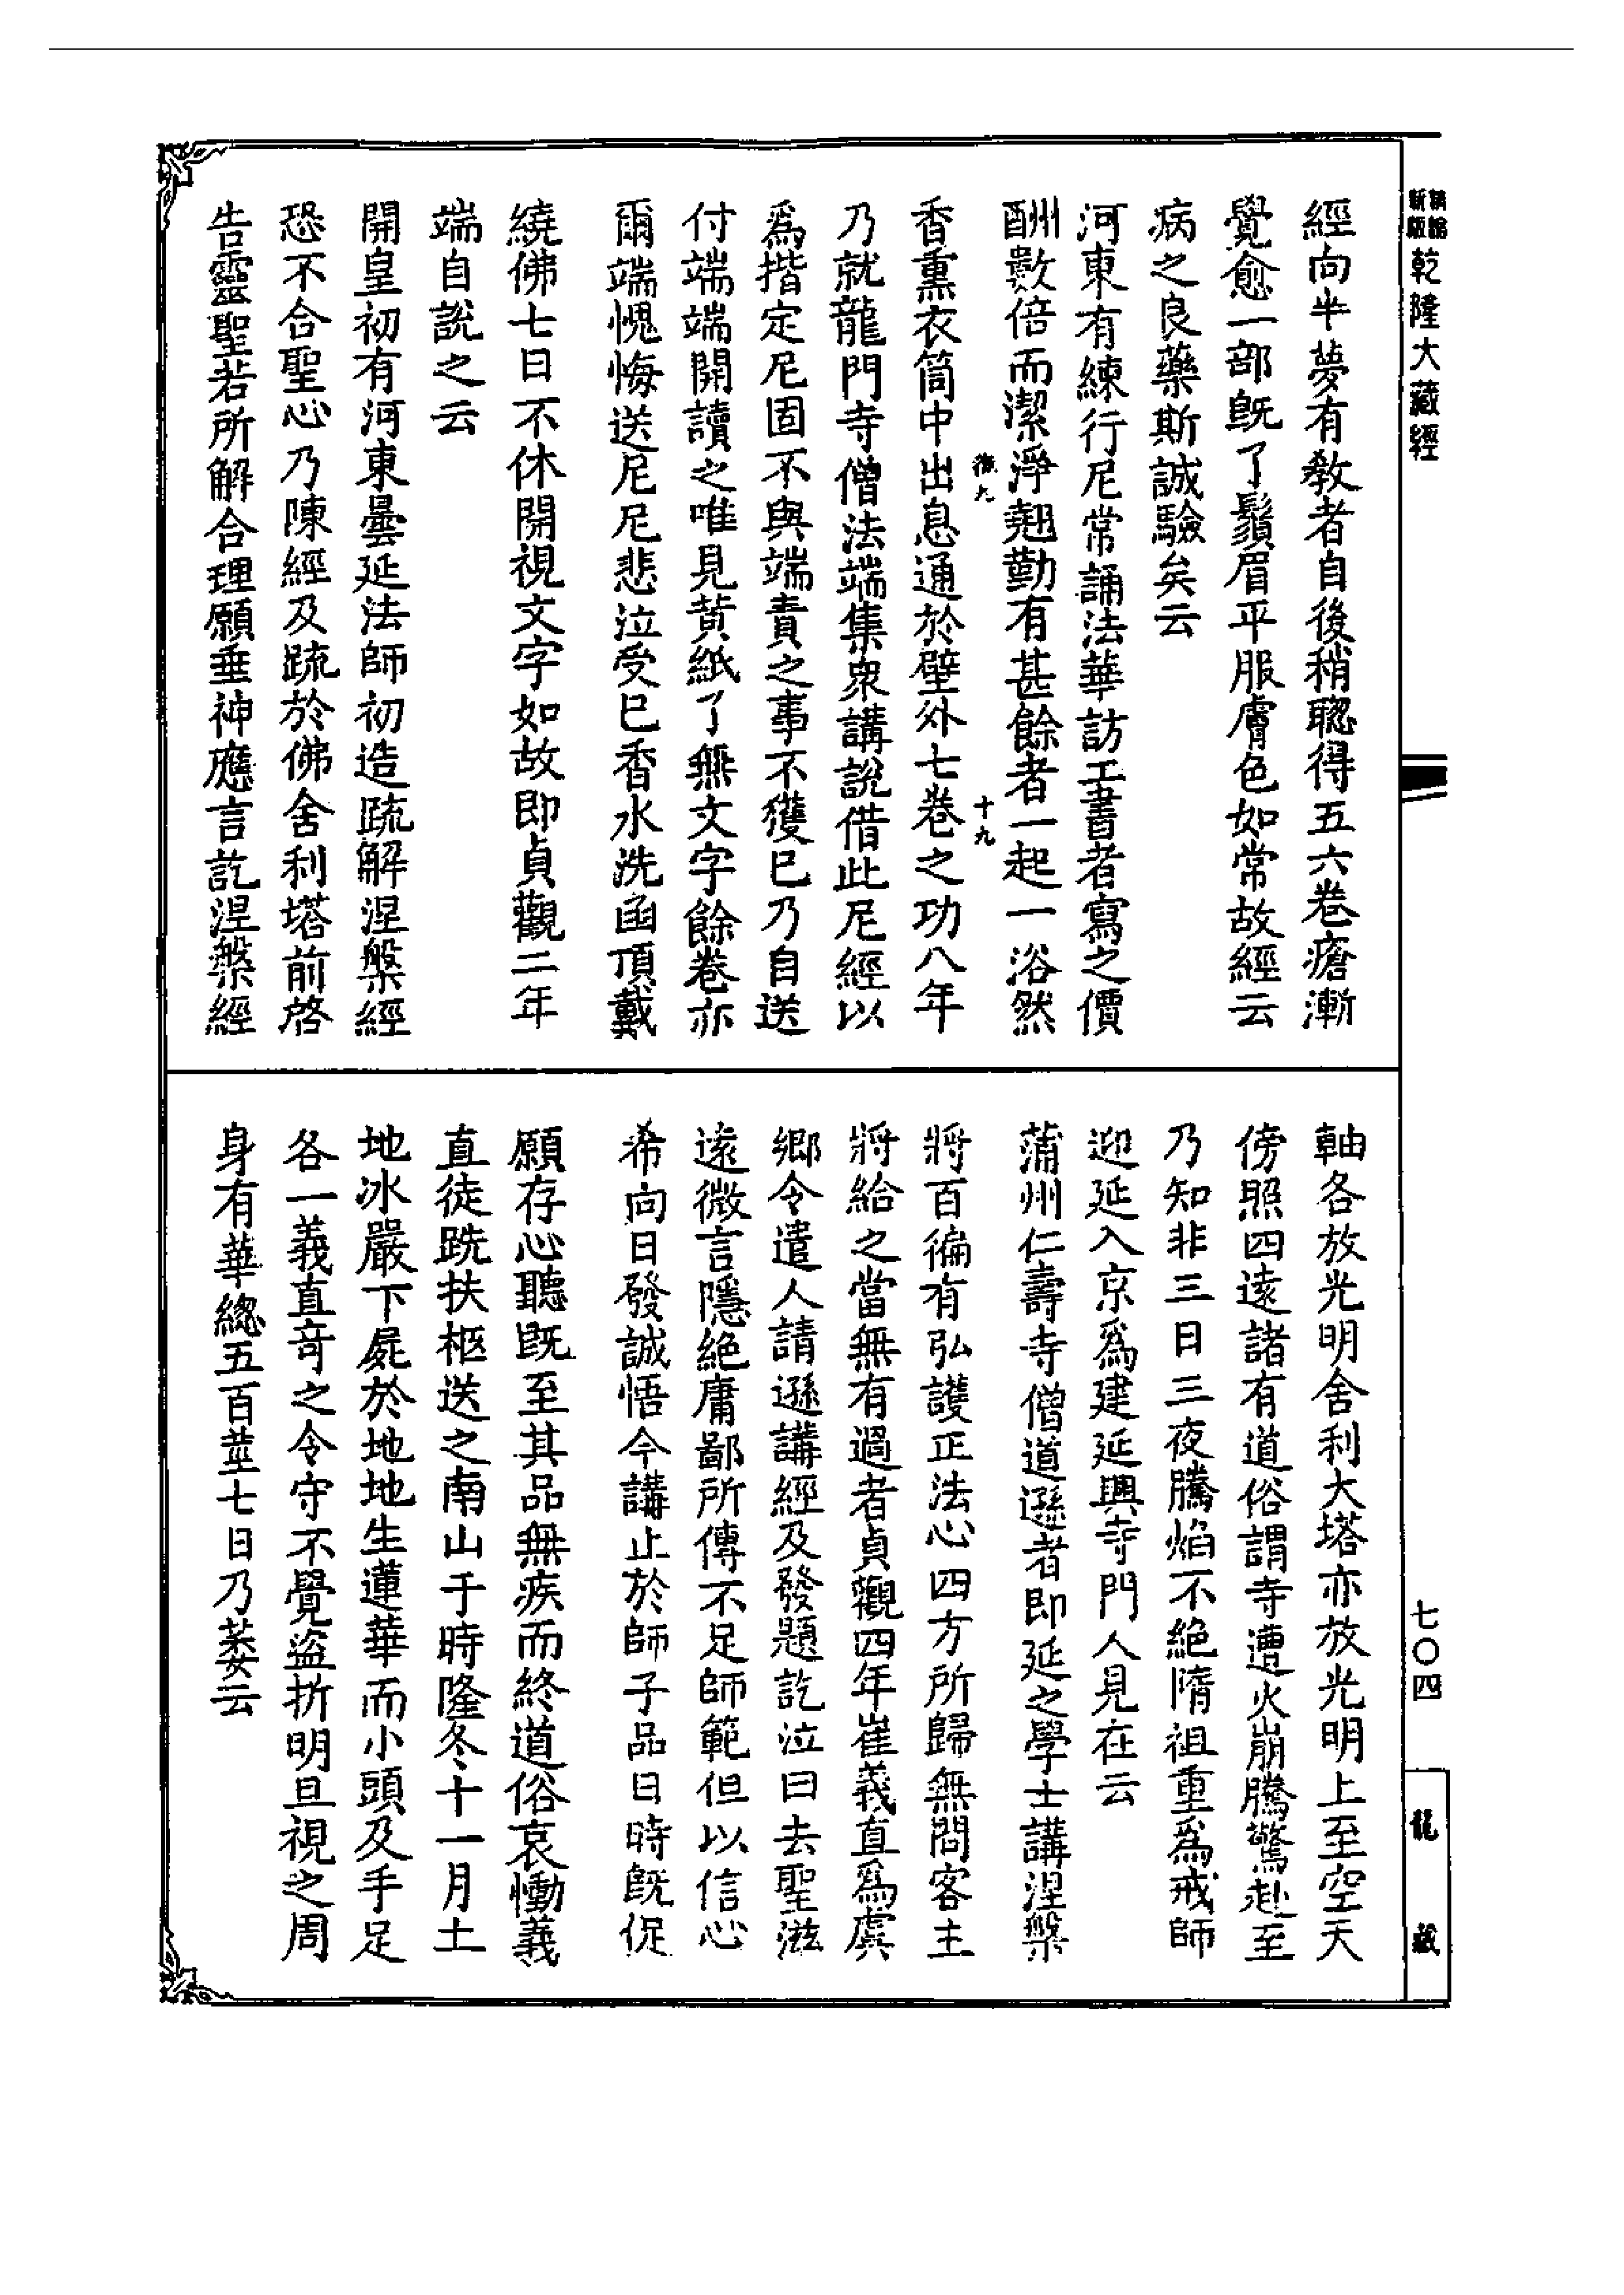 乾隆大藏經
七〇四
龍藏
經向半夢有教者自後稍聰得五六卷瘡漸
覺愈一部旣了鬚眉平服膚色如常故經云
病之良藥斯誠驗矣云
河東有練行尼常誦法華訪工書者寫之價
酬數倍而潔淨翹勤有甚餘者一起一浴然
十九
香熏衣筒中出息通於壁外七卷之功八年
乃就龍門寺僧法端集衆講說借此尼經以
爲揩定尼固不與端責之事不獲已乃自送
付端端開讀之唯見黃紙了無文字餘卷亦
爾端愧悔送尼尼悲泣受已香水洗函頂戴
繞佛七日不休開視文字如故即貞觀二年
端自說之云
開皇初有河東曇延法師初造疏解涅槃經
恐不合聖心乃陳經及疏於佛舍利塔前啓
告靈聖若所解合理願垂神應言訖涅槃經
軸各放光明舍利大塔亦放光明上至空天
傍照四遠諸有道俗謂寺遭火崩騰驚赴至
乃知非三日三夜騰焰不絕隋祖重爲戒師
迎延入京爲建延興寺門人見在云
蒲州仁壽寺僧道遜者即延之學士講涅槃
將百徧有弘護正法心四方所歸無問客主
將給之當無有過者貞觀四年崔義直爲虞
鄉令遣人請遜講經及發題訖泣曰去聖滋
遠微言隱絕庸鄙所傳不足師範但以信心
希向日發誠悟今講止於師子品日時旣促
願存心聽旣至其品無疾而終道俗哀慟義
直徒跣扶柩送之南山于時隆冬十一月土
地冰嚴下屍於地地生蓮華而小頭及手足
各一義直奇之令守不覺盜折明旦視之周
身有華總五百莖七日乃萎云